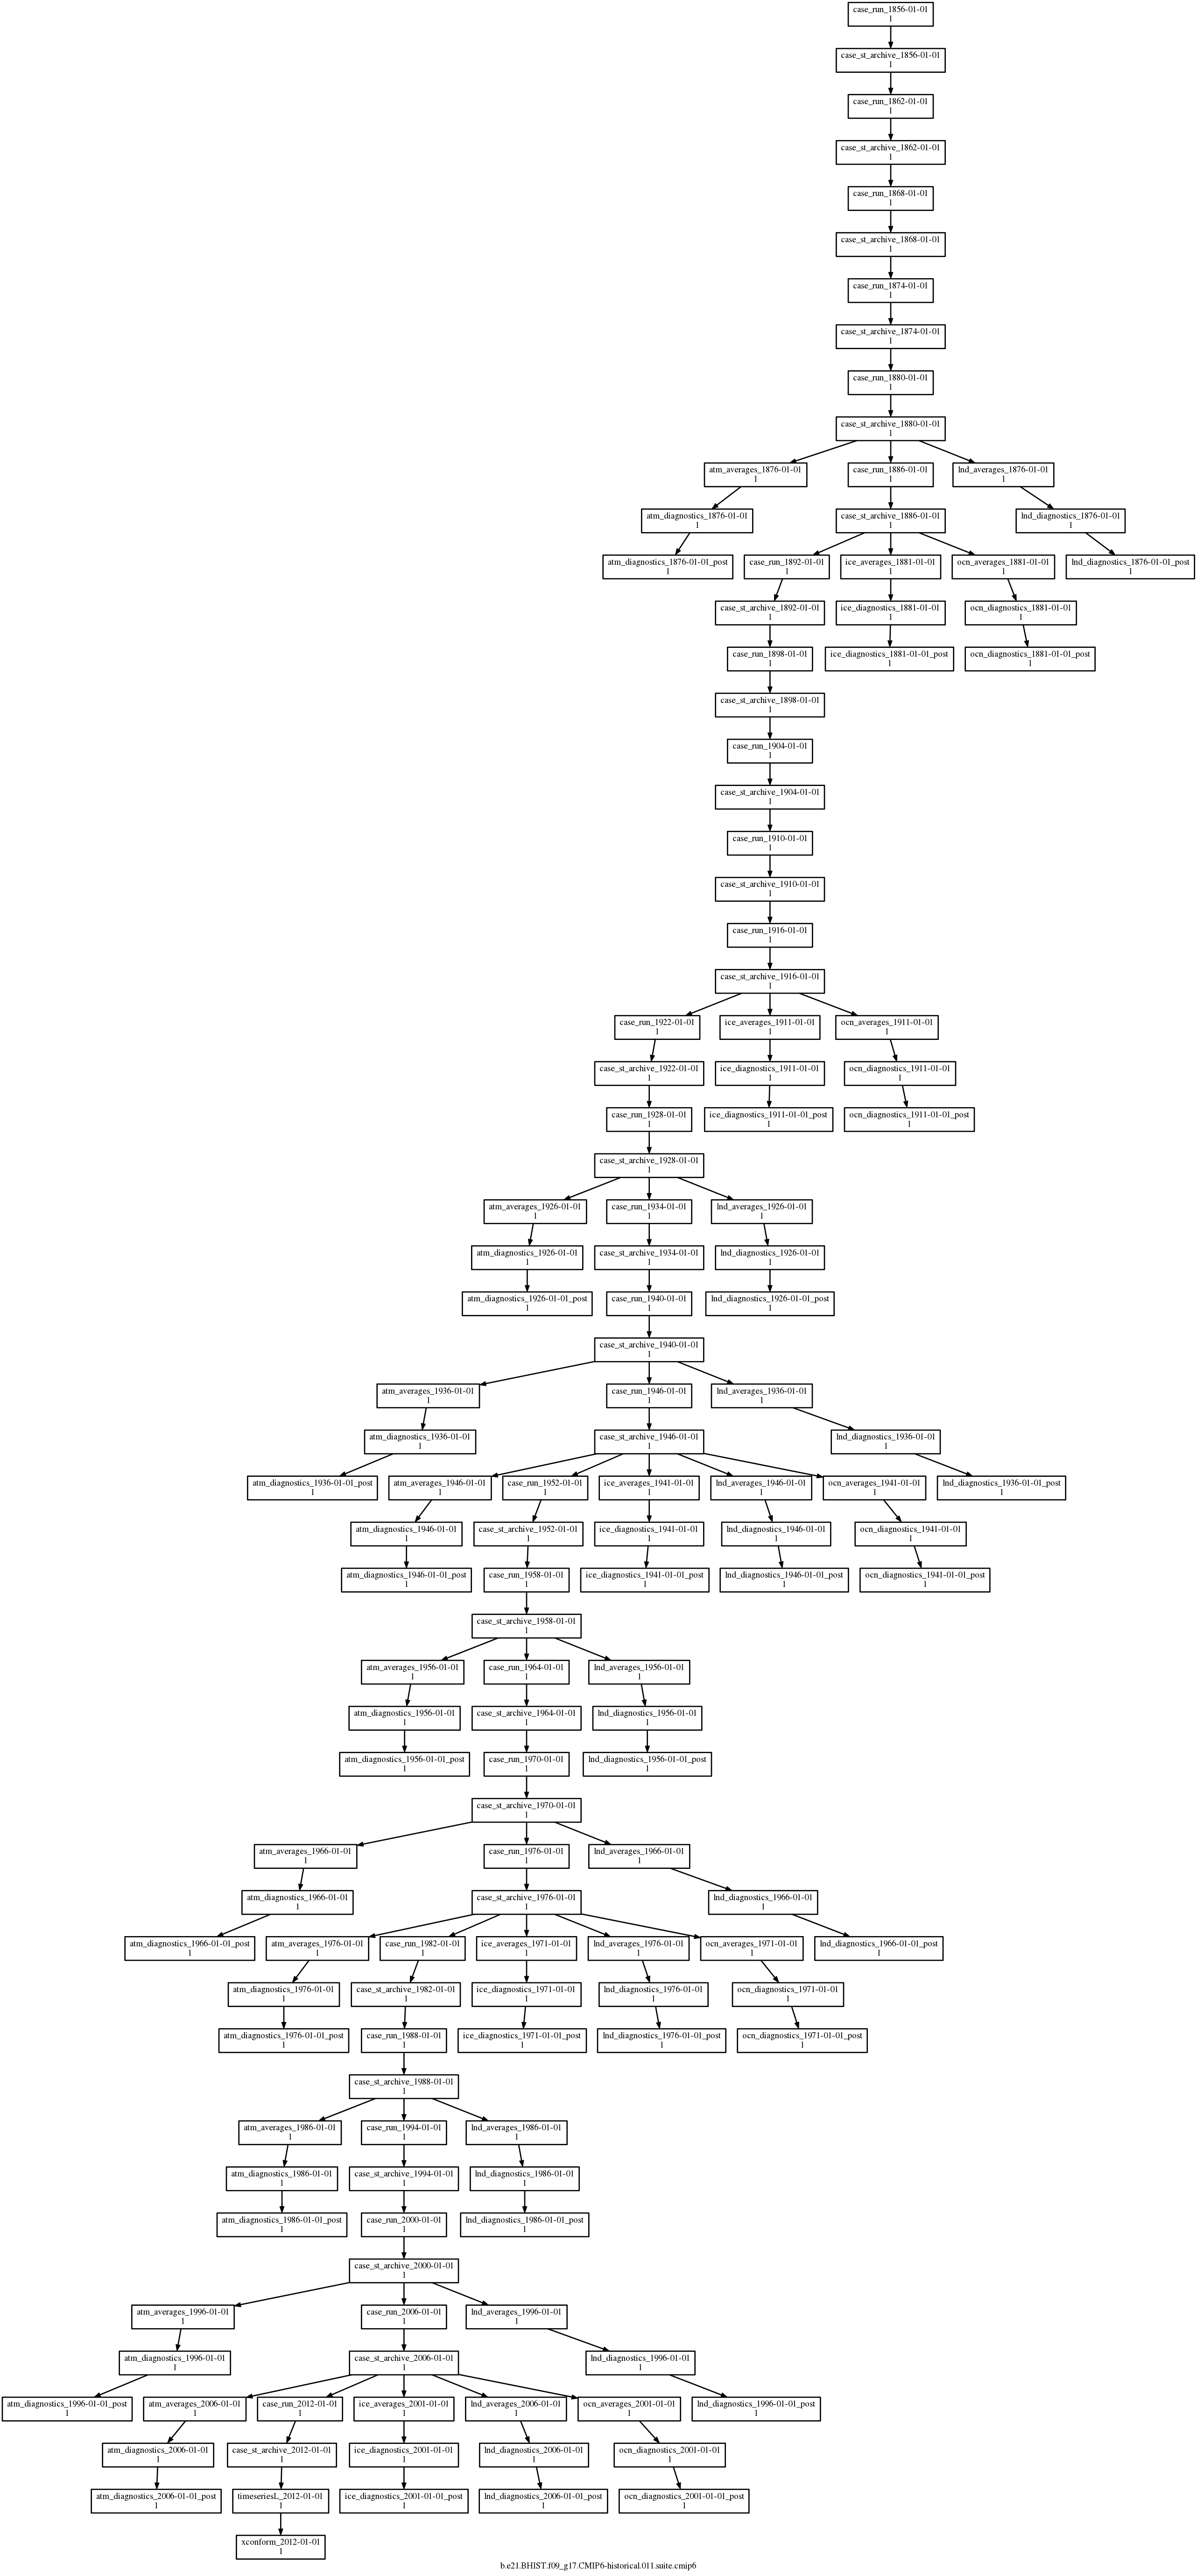 case_run_1856-01-01
1
case_st_archive_1856-01-01
1
case_run_1862-01-01
1
case_st_archive_1862-01-01
1
case_run_1868-01-01
1
case_st_archive_1868-01-01
1
case_run_1874-01-01
1
case_st_archive_1874-01-01
1
case_run_1880-01-01
1
case_st_archive_1880-01-01
1
atm_averages_1876-01-01
1
case_run_1886-01-01
1
lnd_averages_1876-01-01
1
atm_diagnostics_1876-01-01
1
case_st_archive_1886-01-01
1
lnd_diagnostics_1876-01-01
1
atm_diagnostics_1876-01-01_post
1
case_run_1892-01-01
1
ice_averages_1881-01-01
1
ocn_averages_1881-01-01
1
lnd_diagnostics_1876-01-01_post
1
case_st_archive_1892-01-01
1
ice_diagnostics_1881-01-01
1
ocn_diagnostics_1881-01-01
1
case_run_1898-01-01
1
ice_diagnostics_1881-01-01_post
1
ocn_diagnostics_1881-01-01_post
1
case_st_archive_1898-01-01
1
case_run_1904-01-01
1
case_st_archive_1904-01-01
1
case_run_1910-01-01
1
case_st_archive_1910-01-01
1
case_run_1916-01-01
1
case_st_archive_1916-01-01
1
case_run_1922-01-01
1
ice_averages_1911-01-01
1
ocn_averages_1911-01-01
1
case_st_archive_1922-01-01
1
ice_diagnostics_1911-01-01
1
ocn_diagnostics_1911-01-01
1
case_run_1928-01-01
1
ice_diagnostics_1911-01-01_post
1
ocn_diagnostics_1911-01-01_post
1
case_st_archive_1928-01-01
1
atm_averages_1926-01-01
1
case_run_1934-01-01
1
lnd_averages_1926-01-01
1
atm_diagnostics_1926-01-01
1
case_st_archive_1934-01-01
1
lnd_diagnostics_1926-01-01
1
atm_diagnostics_1926-01-01_post
1
case_run_1940-01-01
1
lnd_diagnostics_1926-01-01_post
1
case_st_archive_1940-01-01
1
atm_averages_1936-01-01
1
case_run_1946-01-01
1
lnd_averages_1936-01-01
1
atm_diagnostics_1936-01-01
1
case_st_archive_1946-01-01
1
lnd_diagnostics_1936-01-01
1
atm_diagnostics_1936-01-01_post
1
atm_averages_1946-01-01
1
case_run_1952-01-01
1
ice_averages_1941-01-01
1
lnd_averages_1946-01-01
1
ocn_averages_1941-01-01
1
lnd_diagnostics_1936-01-01_post
1
atm_diagnostics_1946-01-01
1
case_st_archive_1952-01-01
1
ice_diagnostics_1941-01-01
1
lnd_diagnostics_1946-01-01
1
ocn_diagnostics_1941-01-01
1
atm_diagnostics_1946-01-01_post
1
case_run_1958-01-01
1
ice_diagnostics_1941-01-01_post
1
lnd_diagnostics_1946-01-01_post
1
ocn_diagnostics_1941-01-01_post
1
case_st_archive_1958-01-01
1
atm_averages_1956-01-01
1
case_run_1964-01-01
1
lnd_averages_1956-01-01
1
atm_diagnostics_1956-01-01
1
case_st_archive_1964-01-01
1
lnd_diagnostics_1956-01-01
1
atm_diagnostics_1956-01-01_post
1
case_run_1970-01-01
1
lnd_diagnostics_1956-01-01_post
1
case_st_archive_1970-01-01
1
atm_averages_1966-01-01
1
case_run_1976-01-01
1
lnd_averages_1966-01-01
1
atm_diagnostics_1966-01-01
1
case_st_archive_1976-01-01
1
lnd_diagnostics_1966-01-01
1
atm_diagnostics_1966-01-01_post
1
atm_averages_1976-01-01
1
case_run_1982-01-01
1
ice_averages_1971-01-01
1
lnd_averages_1976-01-01
1
ocn_averages_1971-01-01
1
lnd_diagnostics_1966-01-01_post
1
atm_diagnostics_1976-01-01
1
case_st_archive_1982-01-01
1
ice_diagnostics_1971-01-01
1
lnd_diagnostics_1976-01-01
1
ocn_diagnostics_1971-01-01
1
atm_diagnostics_1976-01-01_post
1
case_run_1988-01-01
1
ice_diagnostics_1971-01-01_post
1
lnd_diagnostics_1976-01-01_post
1
ocn_diagnostics_1971-01-01_post
1
case_st_archive_1988-01-01
1
atm_averages_1986-01-01
1
case_run_1994-01-01
1
lnd_averages_1986-01-01
1
atm_diagnostics_1986-01-01
1
case_st_archive_1994-01-01
1
lnd_diagnostics_1986-01-01
1
atm_diagnostics_1986-01-01_post
1
case_run_2000-01-01
1
lnd_diagnostics_1986-01-01_post
1
case_st_archive_2000-01-01
1
atm_averages_1996-01-01
1
case_run_2006-01-01
1
lnd_averages_1996-01-01
1
atm_diagnostics_1996-01-01
1
case_st_archive_2006-01-01
1
lnd_diagnostics_1996-01-01
1
atm_diagnostics_1996-01-01_post
1
atm_averages_2006-01-01
1
case_run_2012-01-01
1
ice_averages_2001-01-01
1
lnd_averages_2006-01-01
1
ocn_averages_2001-01-01
1
lnd_diagnostics_1996-01-01_post
1
atm_diagnostics_2006-01-01
1
case_st_archive_2012-01-01
1
ice_diagnostics_2001-01-01
1
lnd_diagnostics_2006-01-01
1
ocn_diagnostics_2001-01-01
1
atm_diagnostics_2006-01-01_post
1
timeseriesL_2012-01-01
1
ice_diagnostics_2001-01-01_post
1
lnd_diagnostics_2006-01-01_post
1
ocn_diagnostics_2001-01-01_post
1
xconform_2012-01-01
1
b.e21.BHIST.f09_g17.CMIP6-historical.011.suite.cmip6